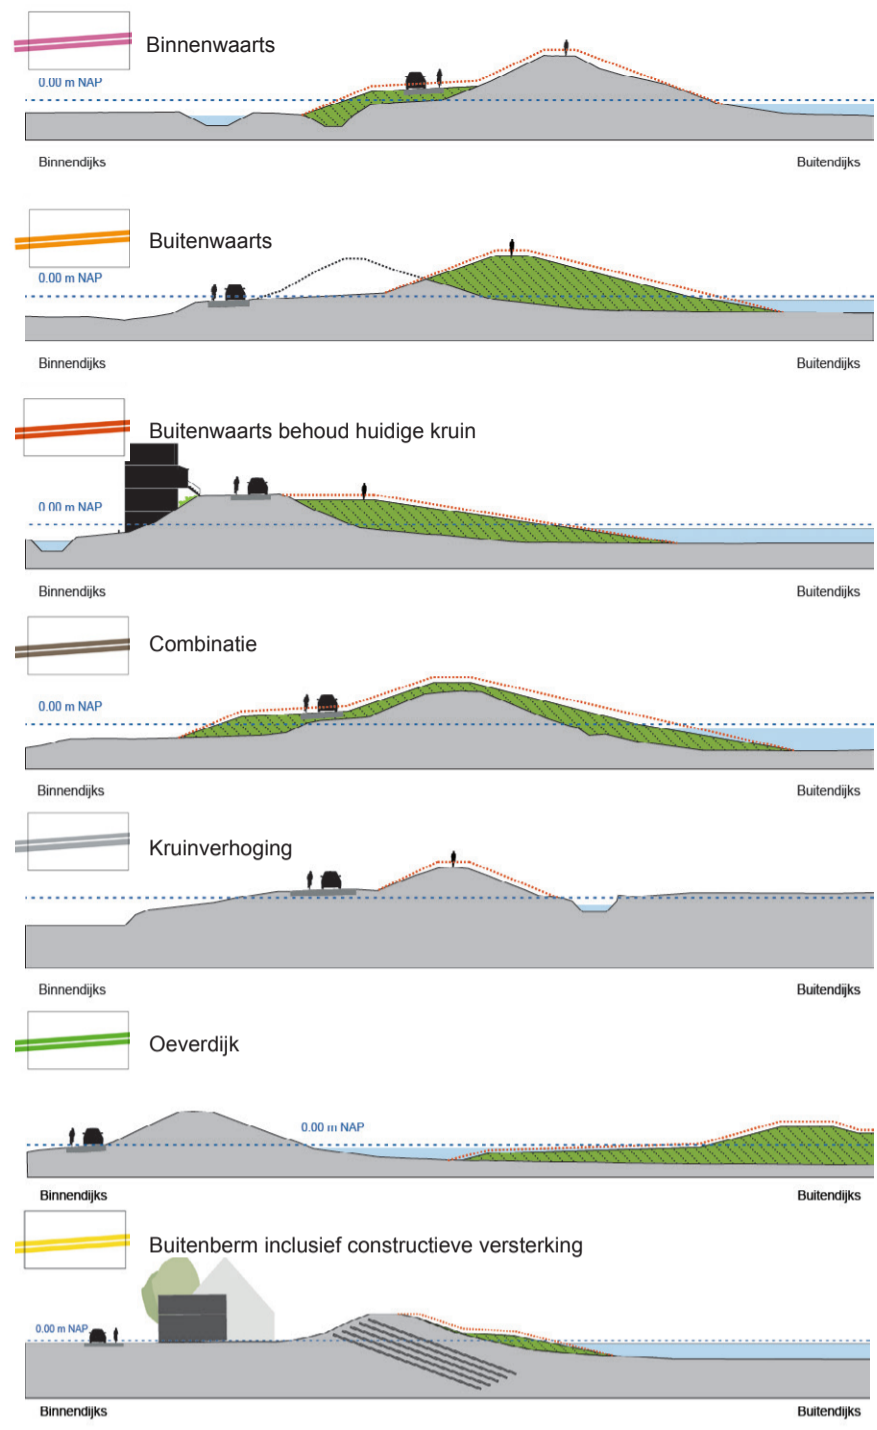 Binnenwaarts
0.00 m NAP
Binnendijks
Buitendijks
Buitenwaarts
0.00 m NAP
Binnendijks
Buitendijks
Buitenwaarts behoud huidige kruin
0.00 m NAP
Binnendijks
Buitendijks
Combinatie
0.00 m NAP
Binnendijks
Buitendijks
Kruinverhoging
Binnendijks
Buitendijks
Oeverdijk
0.00 m NAP
Binnendijks
Buitendijks
Buitenberm inclusief constructieve versterking
0.00 m NAP
Binnendijks
Buitendijks